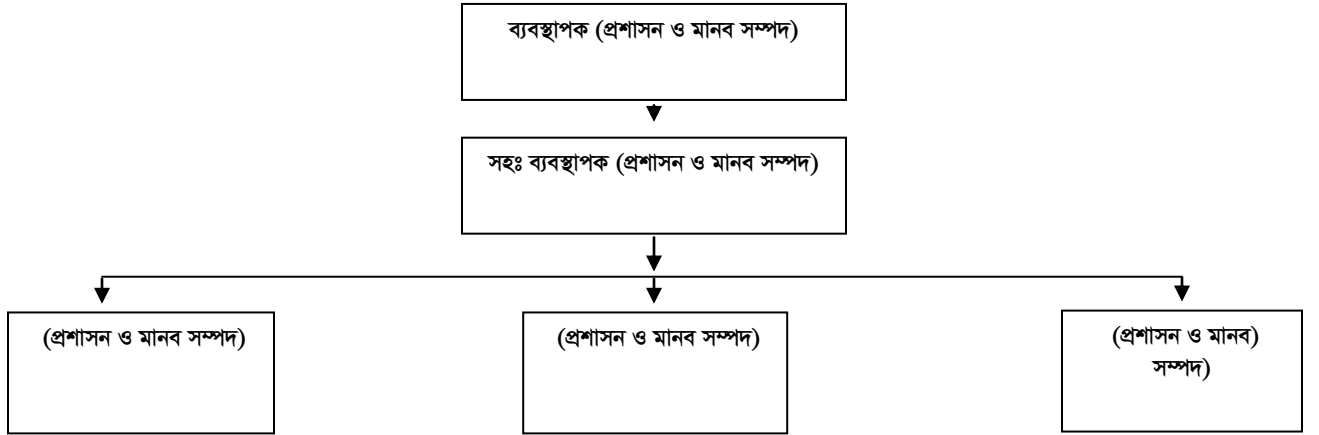 ব্যবস্থাপক (প্রশাসন ও মানব সম্পদ)
সহঃ ব্যবস্থাপক (প্রশাসন ও মানব সম্পদ)
(প্রশাসন ও মানব সম্পদ)
(প্রশাসন ও মানব সম্পদ)
(প্রশাসন ও মানব)
সম্পদ)